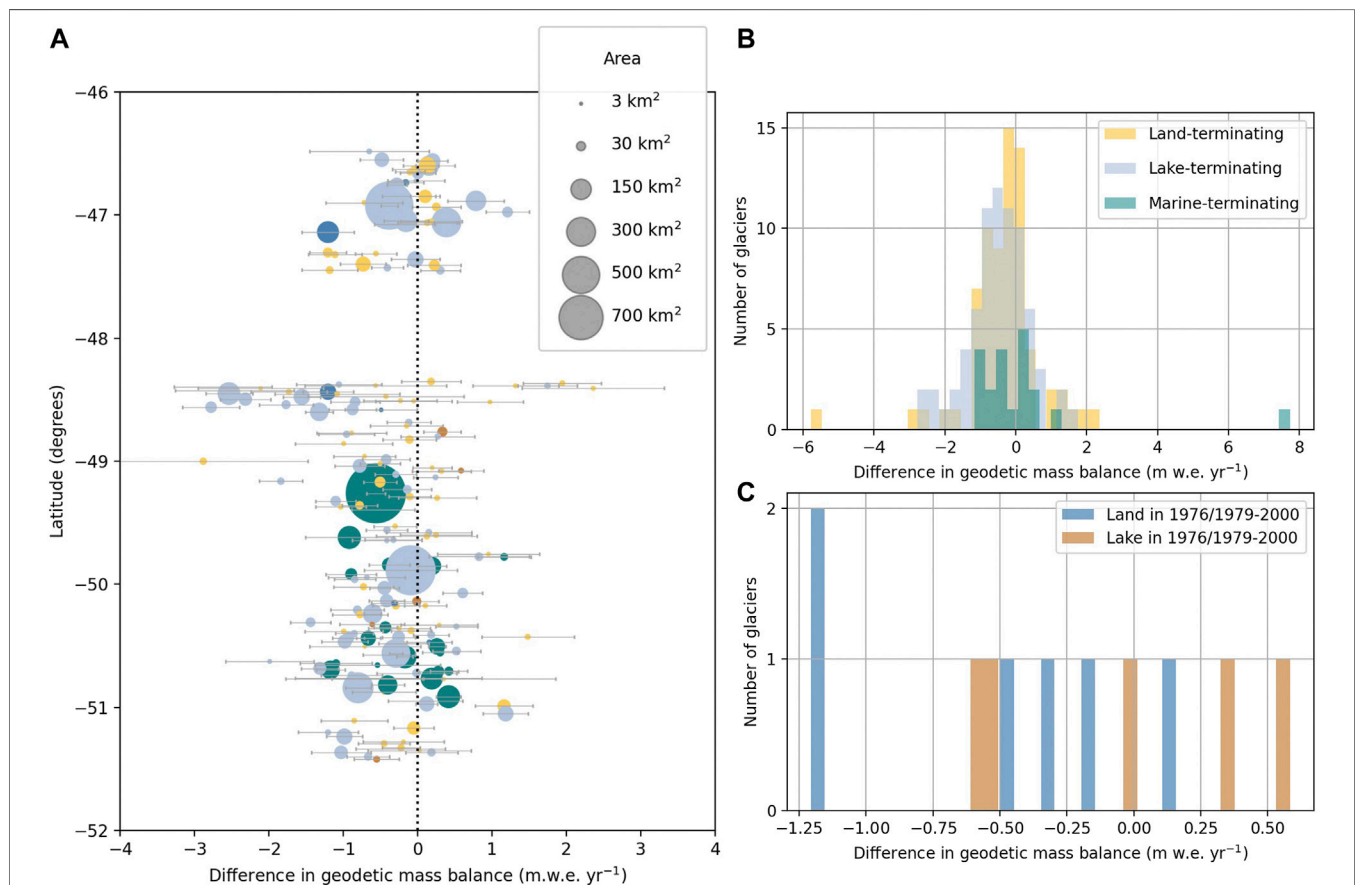 A
Area
3 km²
30 km²
150 km²
300 km²
500 km²
700 km²
−46
−47
−48
−49
−50
−51
−52
Latitude (degrees)
−4 −3 −2 −1 0 1 2 3 4
Difference in geodetic mass balance (m.w.e. yr⁻¹)
B
Land-terminating
Lake-terminating
Marine-terminating
15
10
5
0
Number of glaciers
−6 −4 −2 0 2 4 6 8
Difference in geodetic mass balance (m w.e. yr⁻¹)
C
Land in 1976/1979-2000
Lake in 1976/1979-2000
2
1
0
Number of glaciers
−1.25 −1.00 −0.75 −0.50 −0.25 0.00 0.25 0.50
Difference in geodetic mass balance (m w.e. yr⁻¹)